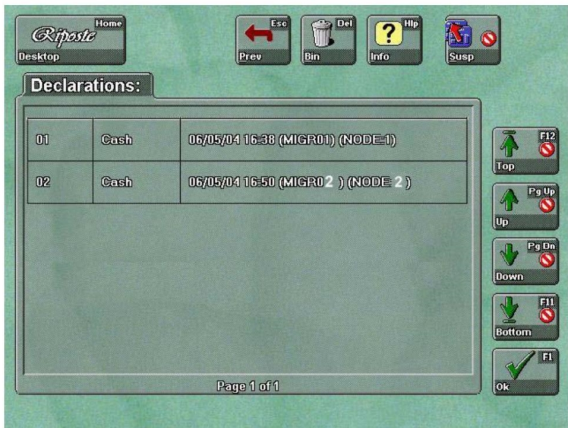 Riposte Home
Desktop
Esc
Prev
Del
Bin
? Hlp
Info
Susp
Declarations:
01 Cash 06/05/04 16:38 (MIGR01) (NODE:1)
02 Cash 06/05/04 16:50 (MIGR02 ) (NODE: 2 )
F12
Top
Pg Up
Up
Pg Dn
Down
F11
Bottom
F1
Ok
Page 1 of 1